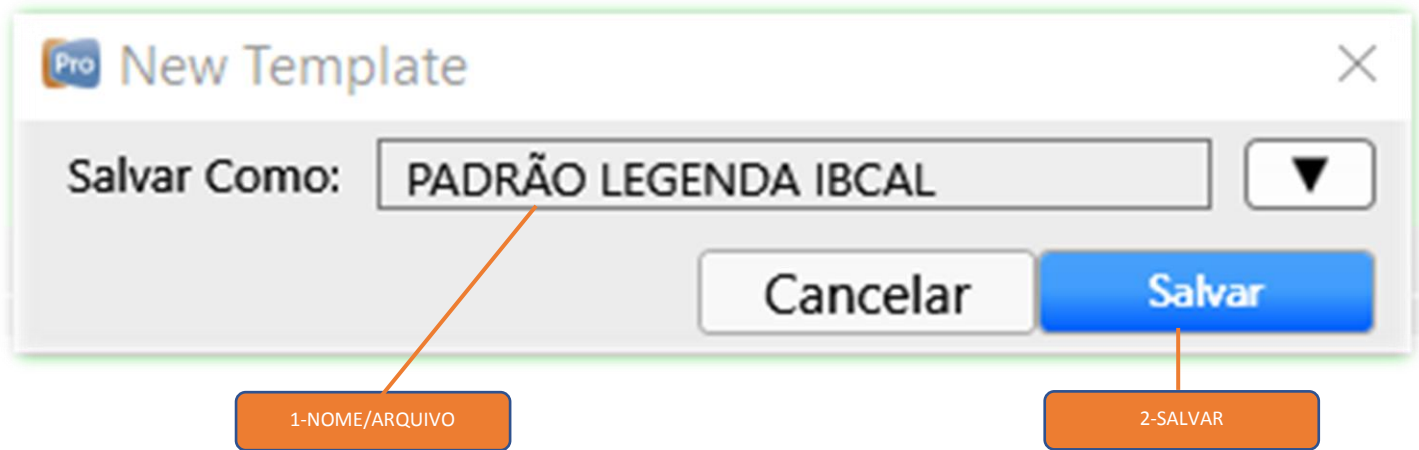 Pro New Template
Salvar Como: PADRÃO LEGENDA IBCAL
Cancelar Salvar
1-NOME/ARQUIVO 2-SALVAR